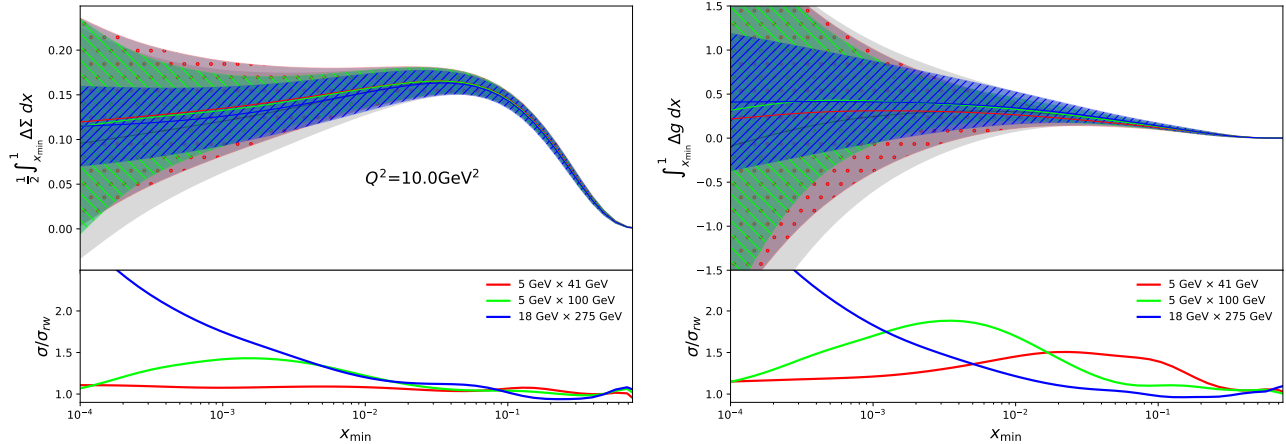 0.20
0.15
0.10
0.05
0.00
½∫_{x_min}^1 ΔΣ dx
Q²=10.0GeV²
2.0
1.5
1.0
σ/σ_rw
5 GeV × 41 GeV
5 GeV × 100 GeV
18 GeV × 275 GeV
10⁻⁴ 10⁻³ 10⁻² 10⁻¹
x_min
1.5
1.0
0.5
0.0
−0.5
−1.0
−1.5
∫_{x_min}^1 Δg dx
2.0
1.5
1.0
σ/σ_rw
5 GeV × 41 GeV
5 GeV × 100 GeV
18 GeV × 275 GeV
10⁻⁴ 10⁻³ 10⁻² 10⁻¹
x_min